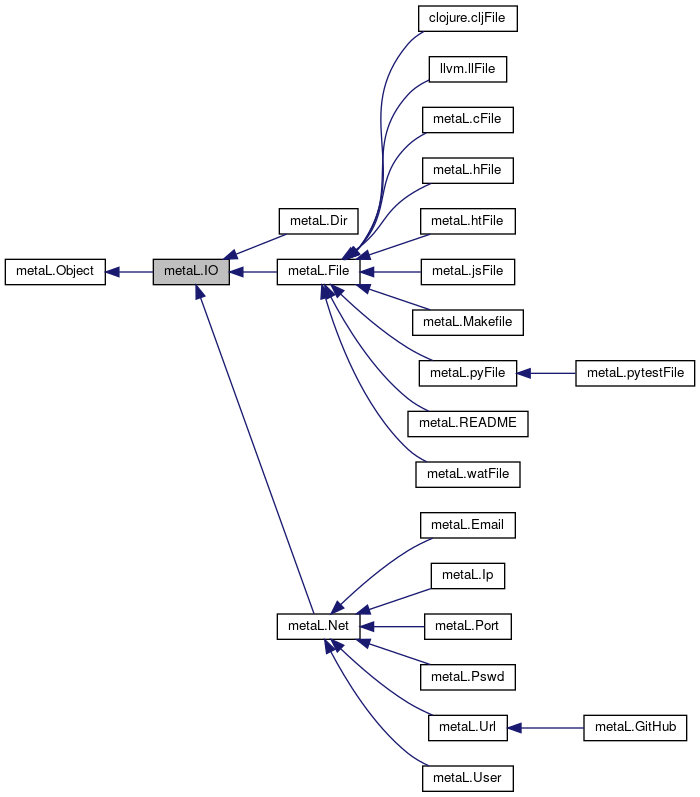 clojure.cljFile
llvm.llFile
metaL.cFile
metaL.hFile
metaL.Dir
metaL.htFile
metaL.Object
metaL.IO
metaL.File
metaL.jsFile
metaL.Makefile
metaL.pyFile
metaL.pytestFile
metaL.README
metaL.watFile
metaL.Email
metaL.Ip
metaL.Net
metaL.Port
metaL.Pswd
metaL.Url
metaL.GitHub
metaL.User